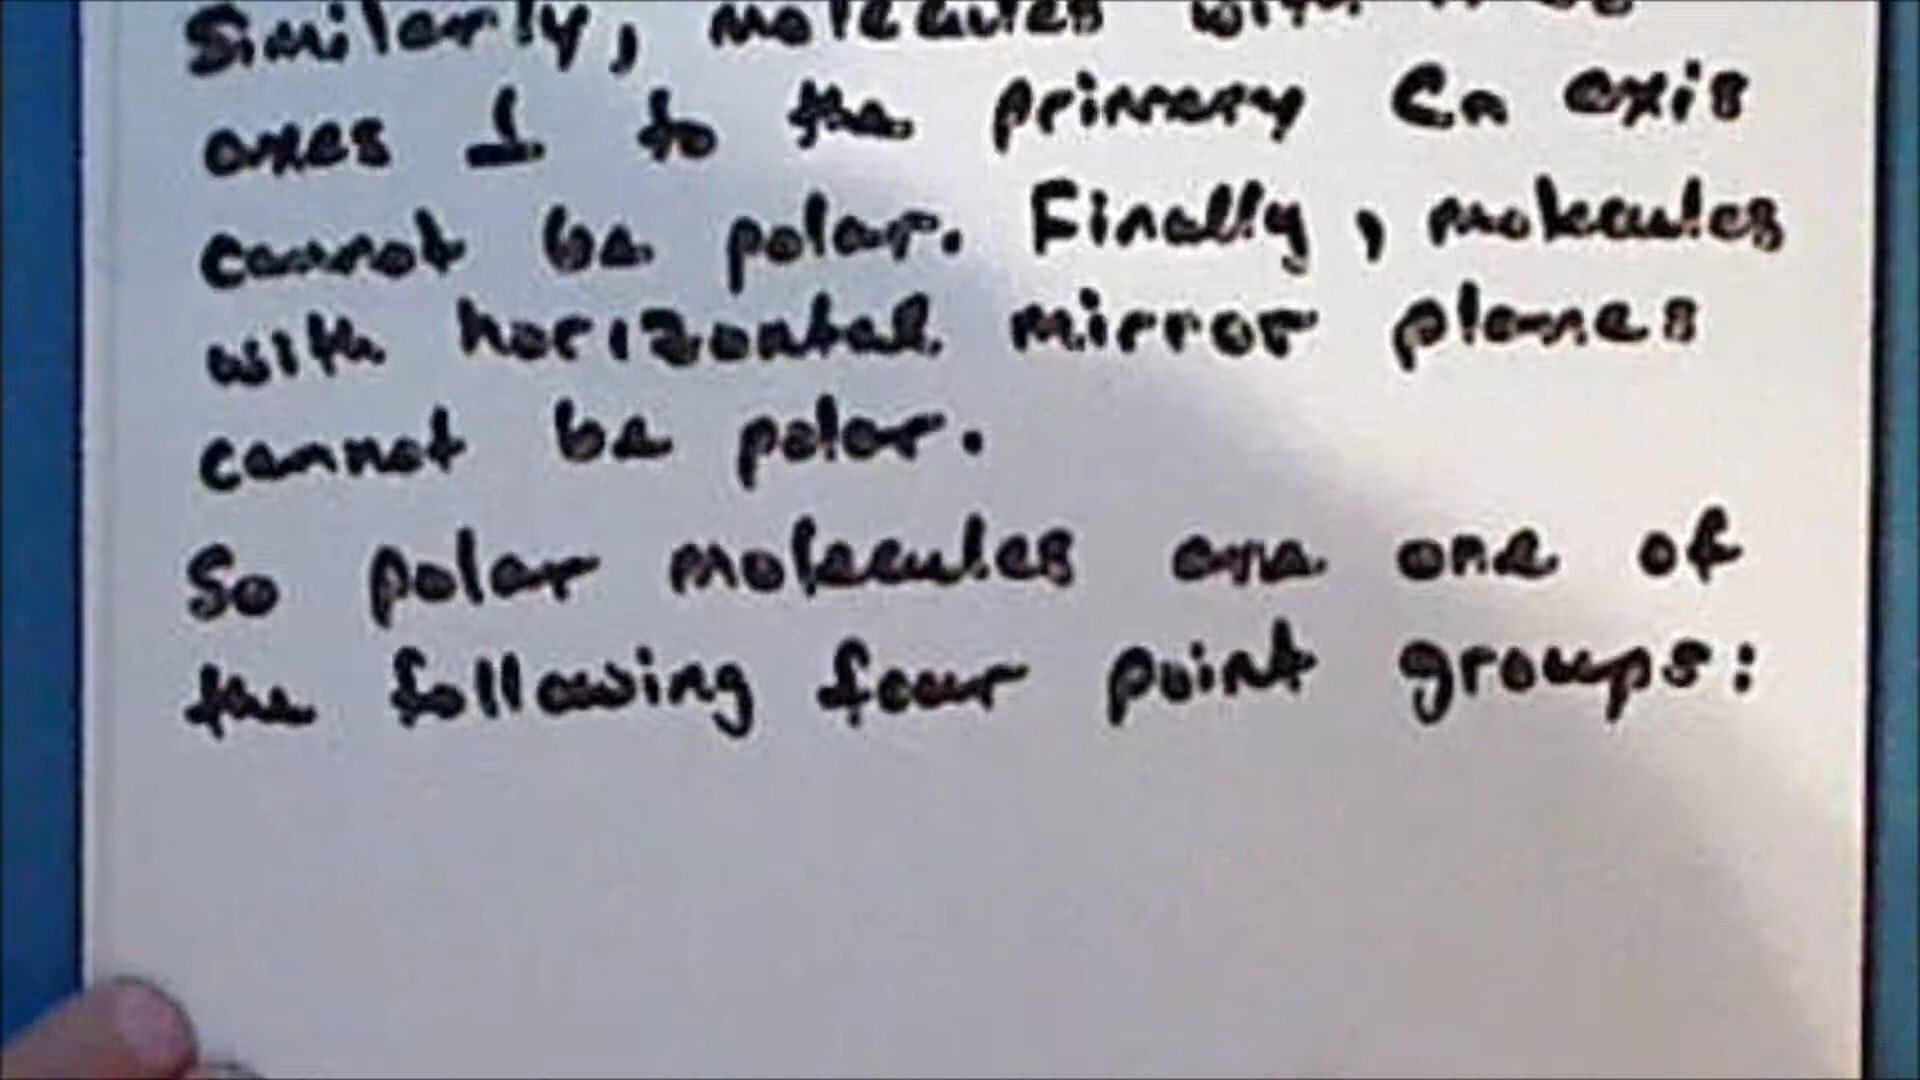 Similarly, molecules with
axes ⊥ to the primary Cn axis
cannot be polar. Finally, molecules
with horizontal mirror planes
cannot be polar.
So polar molecules are one of
the following four point groups: